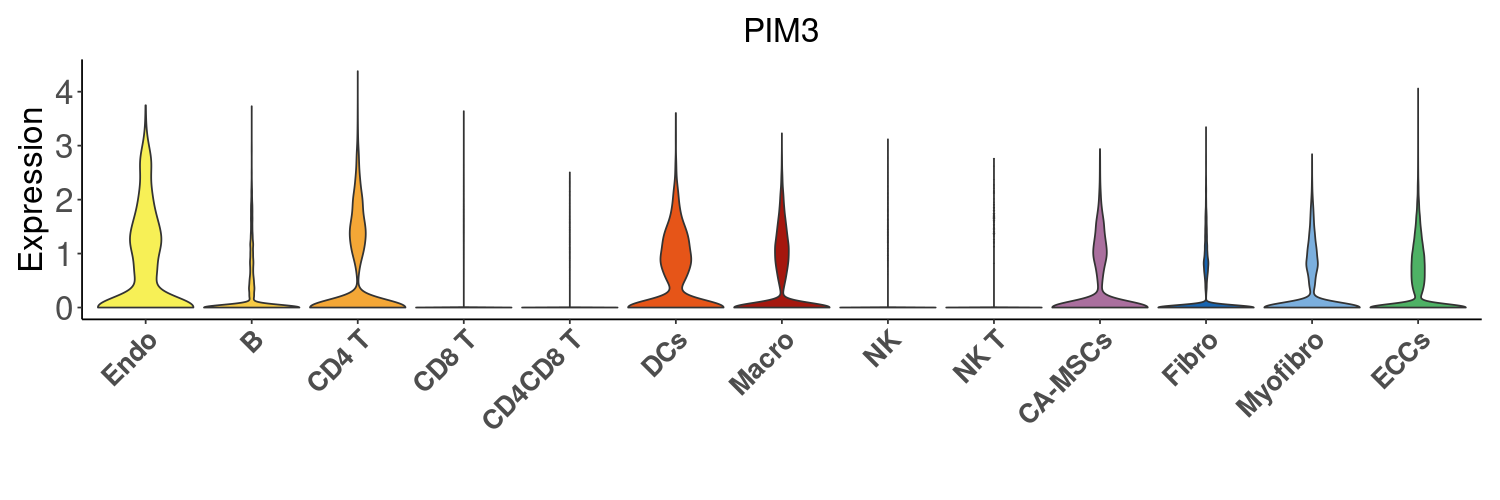 PIM3
Expression
4
3
2
1
0
Endo
B
CD4 T
CD8 T
CD4CD8 T
DCs
Macro
NK
NK T
CA-MSCs
Fibro
Myofibro
ECCs